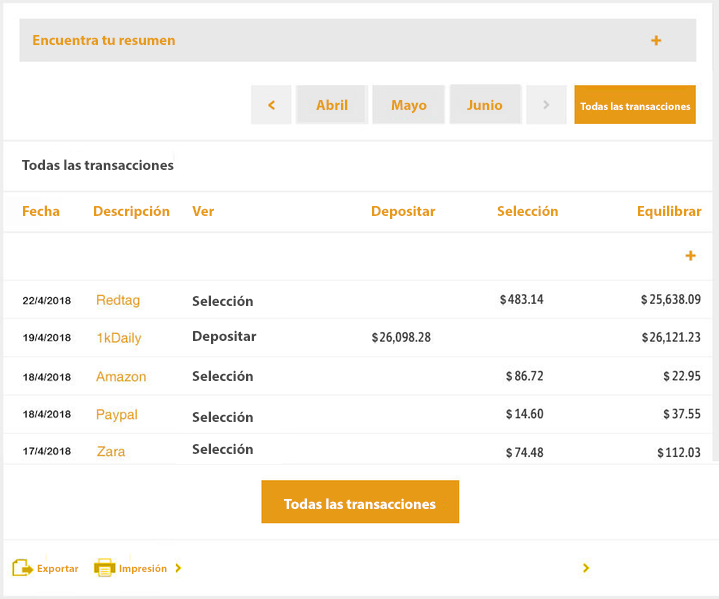 Encuentra tu resumen +
< Abril Mayo Junio > Todas las transacciones
Todas las transacciones
Fecha Descripción Ver Depositar Selección Equilibrar
+
22/4/2018 Redtag Selección $483.14 $25,638.09
19/4/2018 1kDaily Depositar $26,098.28 $26,121.23
18/4/2018 Amazon Selección $86.72 $22.95
18/4/2018 Paypal Selección $14.60 $37.55
17/4/2018 Zara Selección $74.48 $112.03
Todas las transacciones
Exportar Impresión > >